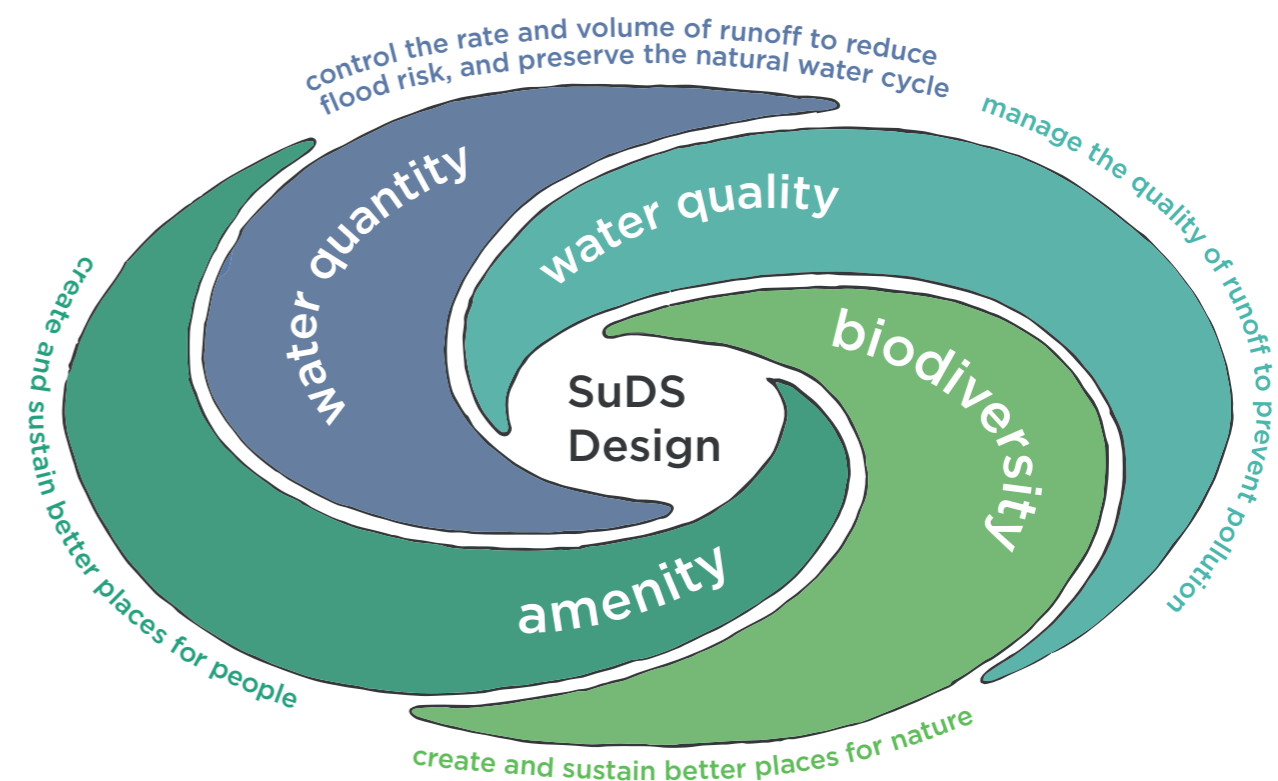 control the rate and volume of runoff to reduce
flood risk, and preserve the natural water cycle
manage the quality of runoff to prevent pollution
water quantity
water quality
biodiversity
SuDS
Design
amenity
create and sustain better places for people
create and sustain better places for nature